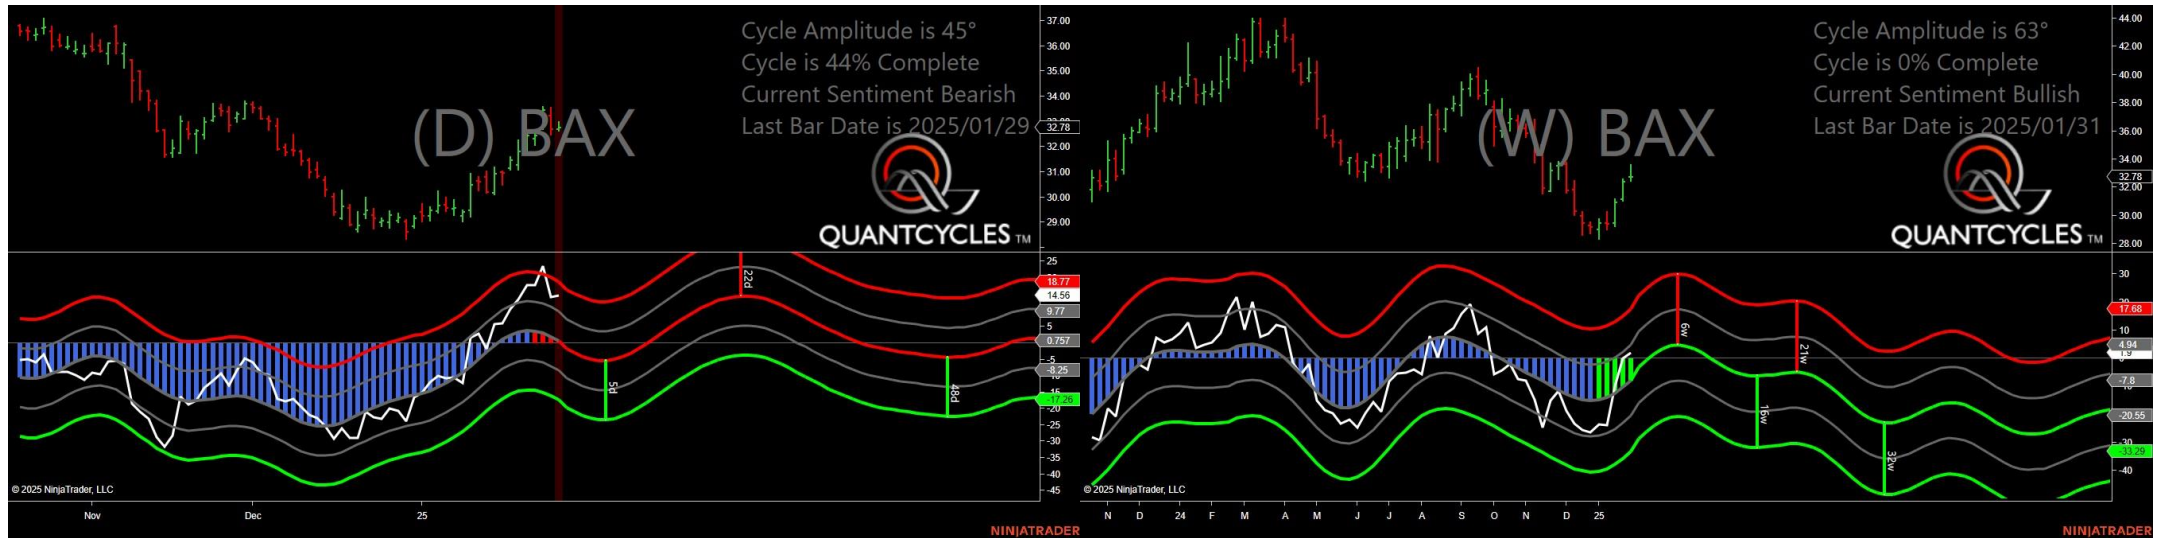 Cycle Amplitude is 45°
Cycle is 44% Complete
Current Sentiment Bearish
Last Bar Date is 2025/01/29
(D) BAX
QUANTCYCLES TM
37.00
36.00
35.00
34.00
32.78
32.00
31.00
30.00
29.00
25
18.77
14.56
9.77
5
0.757
-5
-8.25
-15
-17.26
-20
-25
-30
-35
-40
-45
22d
5d
48d
© 2025 NinjaTrader, LLC
Nov
Dec
25
NINJATRADER
Cycle Amplitude is 63°
Cycle is 0% Complete
Current Sentiment Bullish
Last Bar Date is 2025/01/31
(W) BAX
QUANTCYCLES TM
44.00
42.00
40.00
38.00
36.00
34.00
32.78
32.00
30.00
28.00
30
17.68
10
4.94
1.9
-7.8
-20.55
-30
-33.29
-40
6w
21w
16w
32w
© 2025 NinjaTrader, LLC
N D 24 F M A M J J A S O N D 25
NINJATRADER